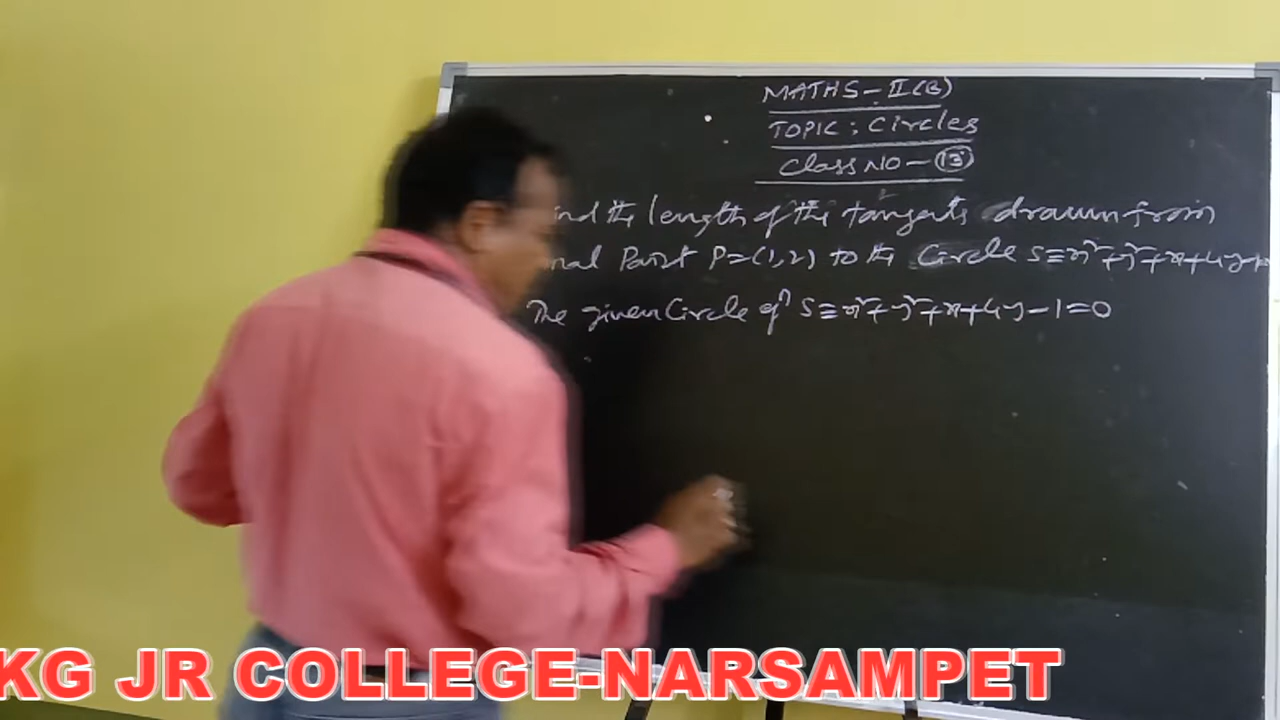 MATHS-II(B)
TOPIC: Circles
Class NO-13
ind the length of the tangents drawn from
nal Point P=(1,2) to the Circle S≡x²+y²+x+4y
The given Circle eqn S≡x²+y²+x+4y-1=0
KG JR COLLEGE-NARSAMPET